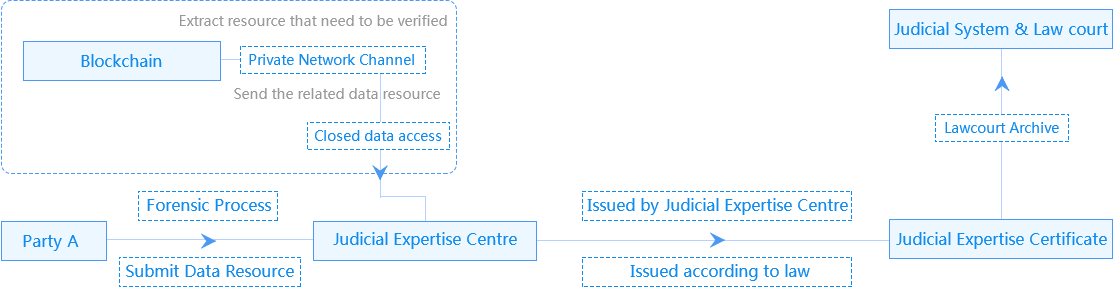 Extract resource that need to be verified
Judicial System & Law court
Blockchain
Private Network Channel
Send the related data resource
Closed data access
Lawcourt Archive
Forensic Process
Issued by Judicial Expertise Centre
Party A
Judicial Expertise Centre
Judicial Expertise Certificate
Submit Data Resource
Issued according to law